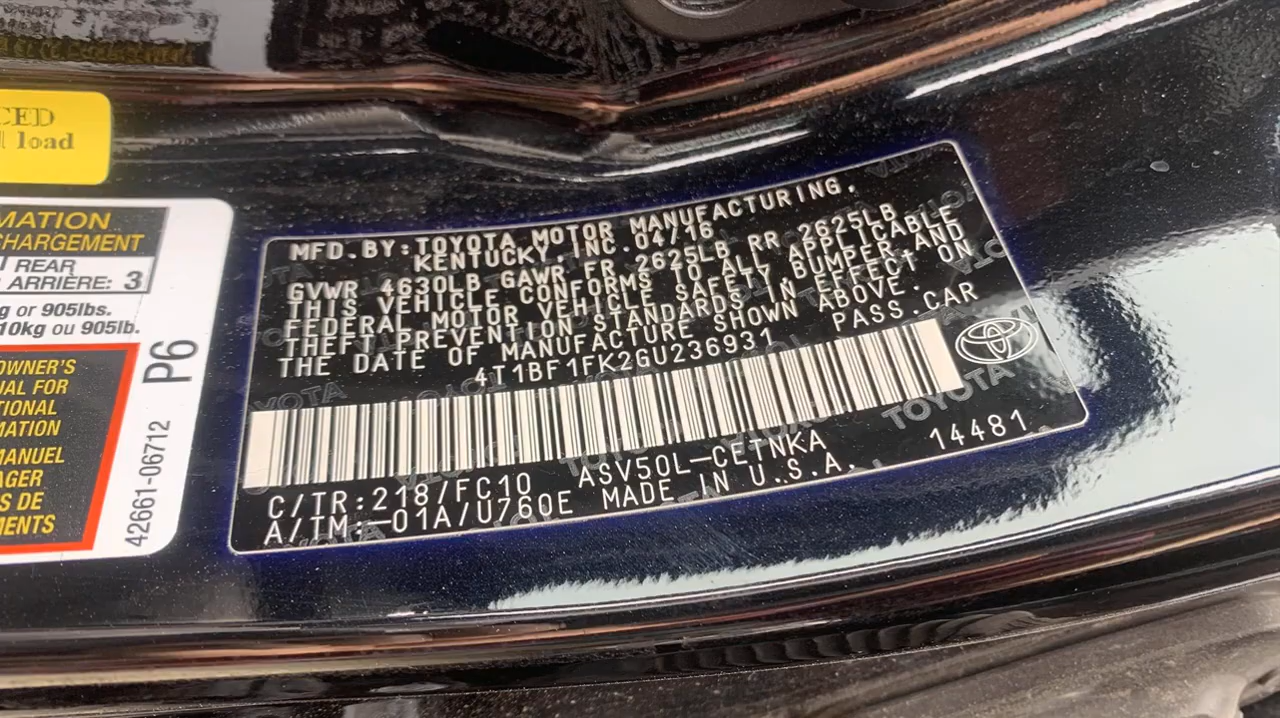 CED
load
MATION
CHARGEMENT
REAR
ARRIÈRE: 3
g or 905lbs.
10kg ou 905lb.
OWNER'S
UAL FOR
TIONAL
MATION
MANUEL
AGER
S DE
MENTS
P6
42661-06712
MFD.BY:TOYOTA MOTOR MANUFACTURING,
KENTUCKY,INC.04/16
GVWR 4630LB GAWR FR 2625LB RR 2625LB
THIS VEHICLE CONFORMS TO ALL APPLICABLE
FEDERAL MOTOR VEHICLE SAFETY BUMPER AND
THEFT PREVENTION STANDARDS IN EFFECT ON
THE DATE OF MANUFACTURE SHOWN ABOVE.
4T1BF1FK2GU236931 PASS.CAR
TOYOTA
C/TR:218/FC10 ASV50L-CETNKA 14481
A/TM:-01A/U760E MADE IN U.S.A.